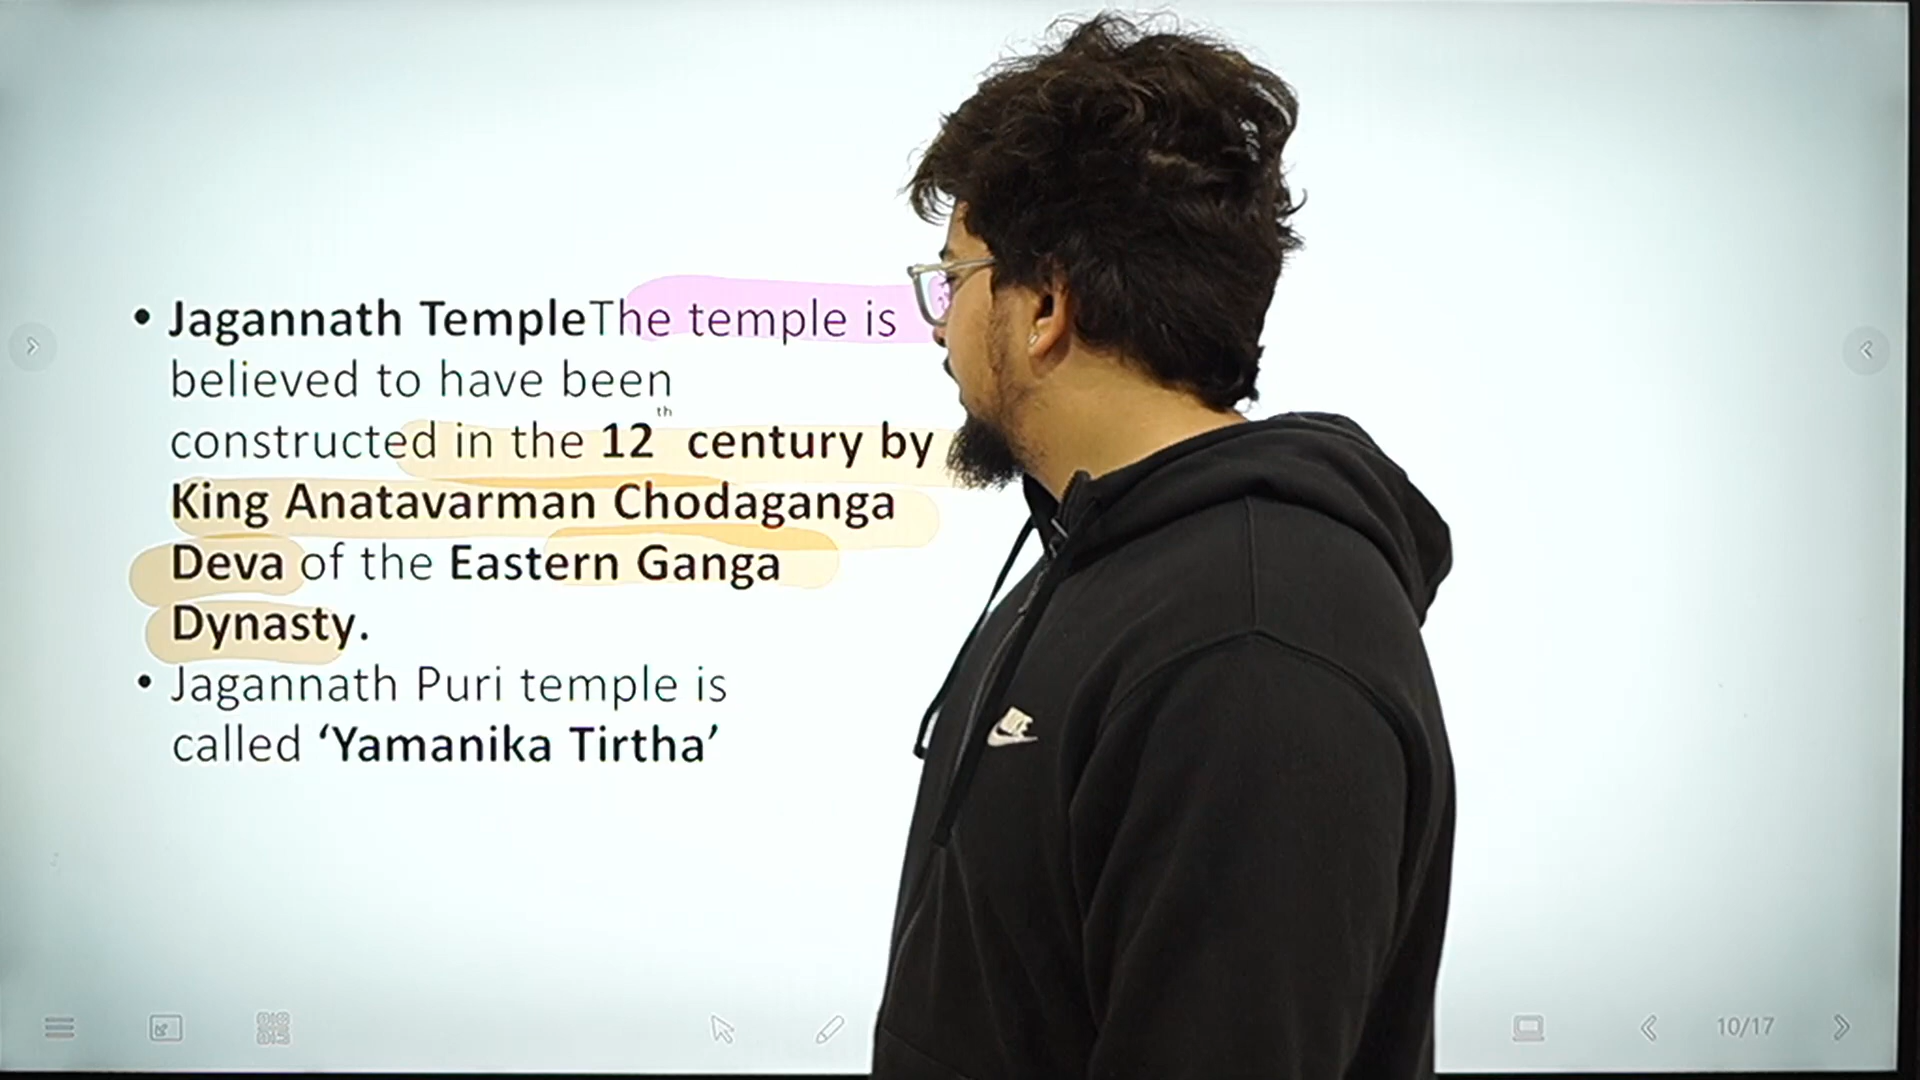 • Jagannath TempleThe temple is
believed to have been
constructed in the 12th century by
King Anatavarman Chodaganga
Deva of the Eastern Ganga
Dynasty.
• Jagannath Puri temple is
called ‘Yamanika Tirtha’
10/17